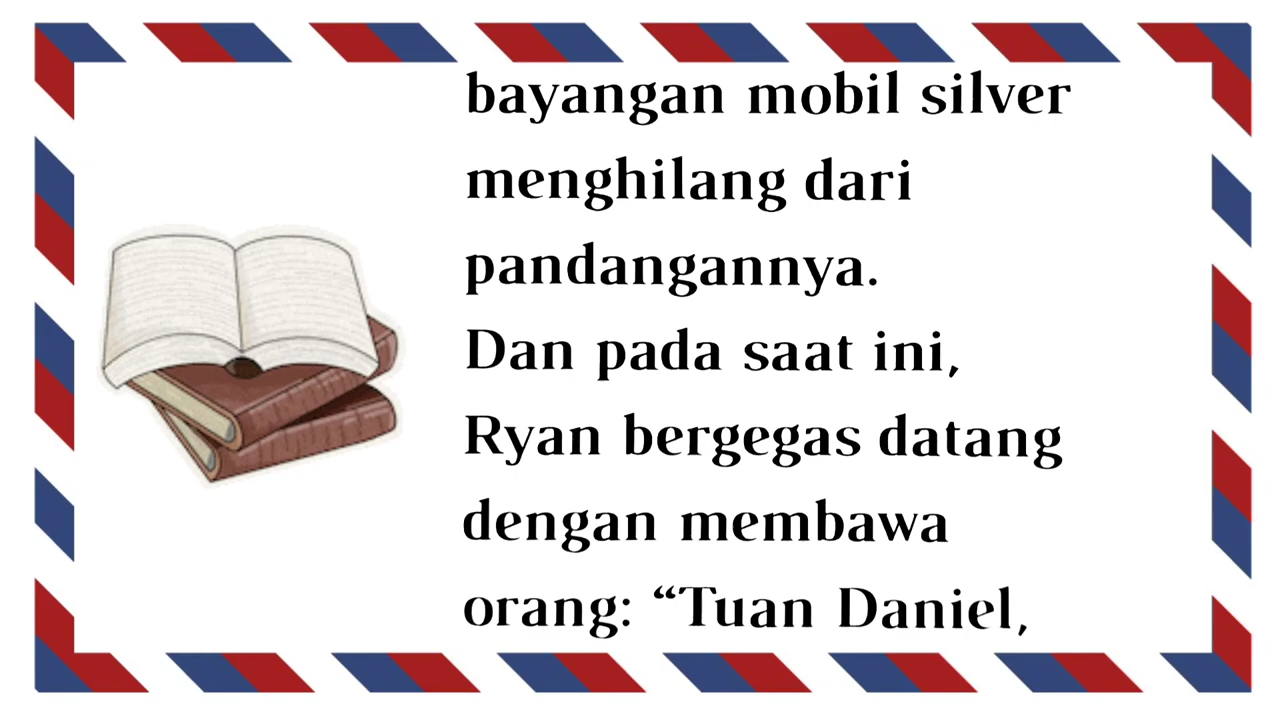 bayangan mobil silver
menghilang dari
pandangannya.
Dan pada saat ini,
Ryan bergegas datang
dengan membawa
orang: “Tuan Daniel,